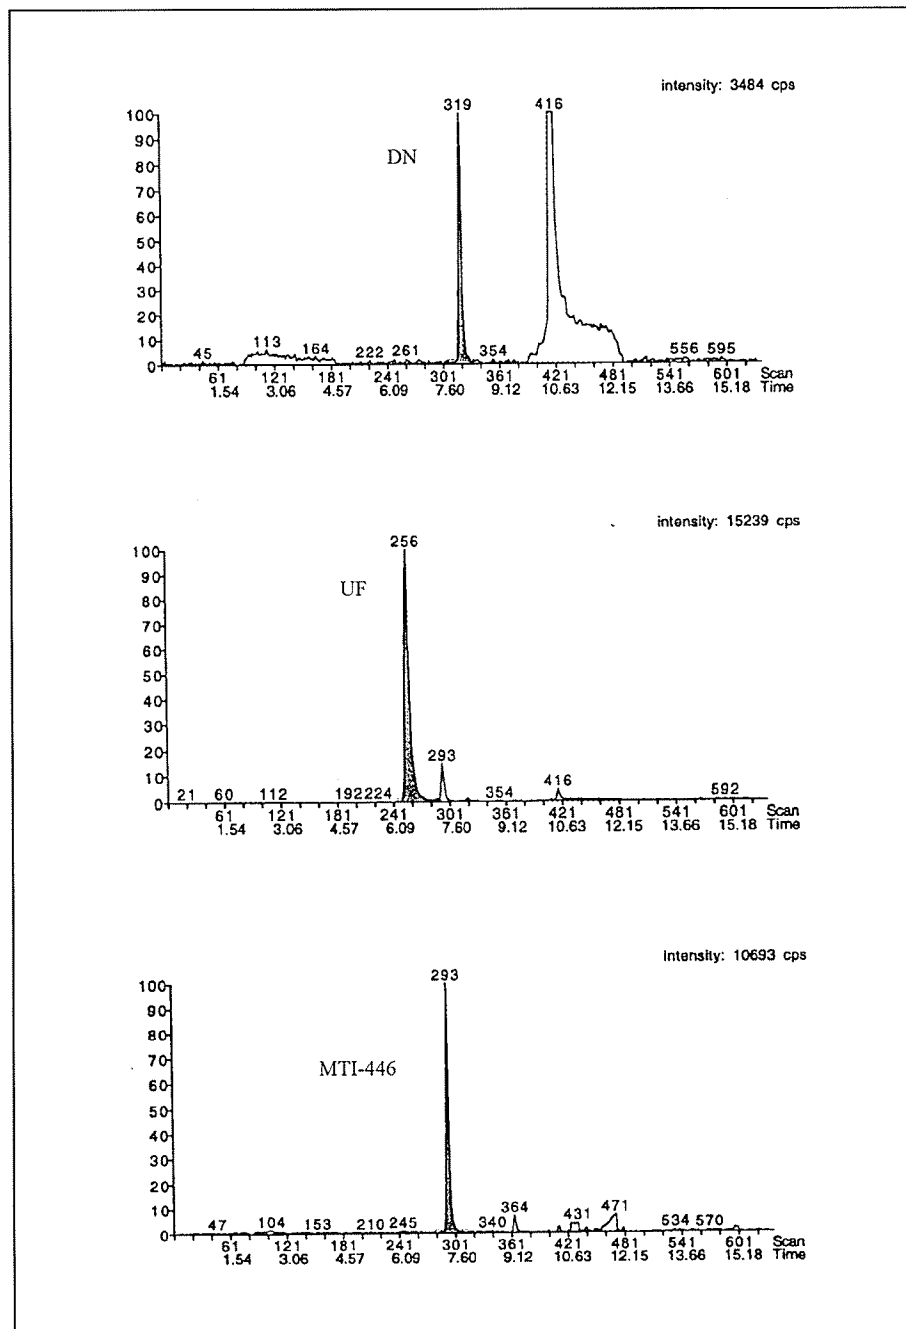 intensity: 3484 cps
319 416
100
DN
90
80
70
60
50
40
30
20
10
0
45 113 164 222 261 354 556 595
61 121 181 241 301 361 421 481 541 601 Scan
1.54 3.06 4.57 6.09 7.60 9.12 10.63 12.15 13.66 15.18 Time
intensity: 15239 cps
256
100
UF
90
80
70
60
50
40
30
20
10
0
293
416
21 60 112 192 224 354 592
61 121 181 241 301 361 421 481 541 601 Scan
1.54 3.06 4.57 6.09 7.60 9.12 10.63 12.15 13.66 15.18 Time
Intensity: 10693 cps
293
100
90
80
70
MTI-446
60
50
40
30
20
10
0
47 104 153 210 245 340 364 431 471 534 570
61 121 181 241 301 361 421 481 541 601 Scan
1.54 3.06 4.57 6.09 7.60 9.12 10.63 12.15 13.66 15.18 Time